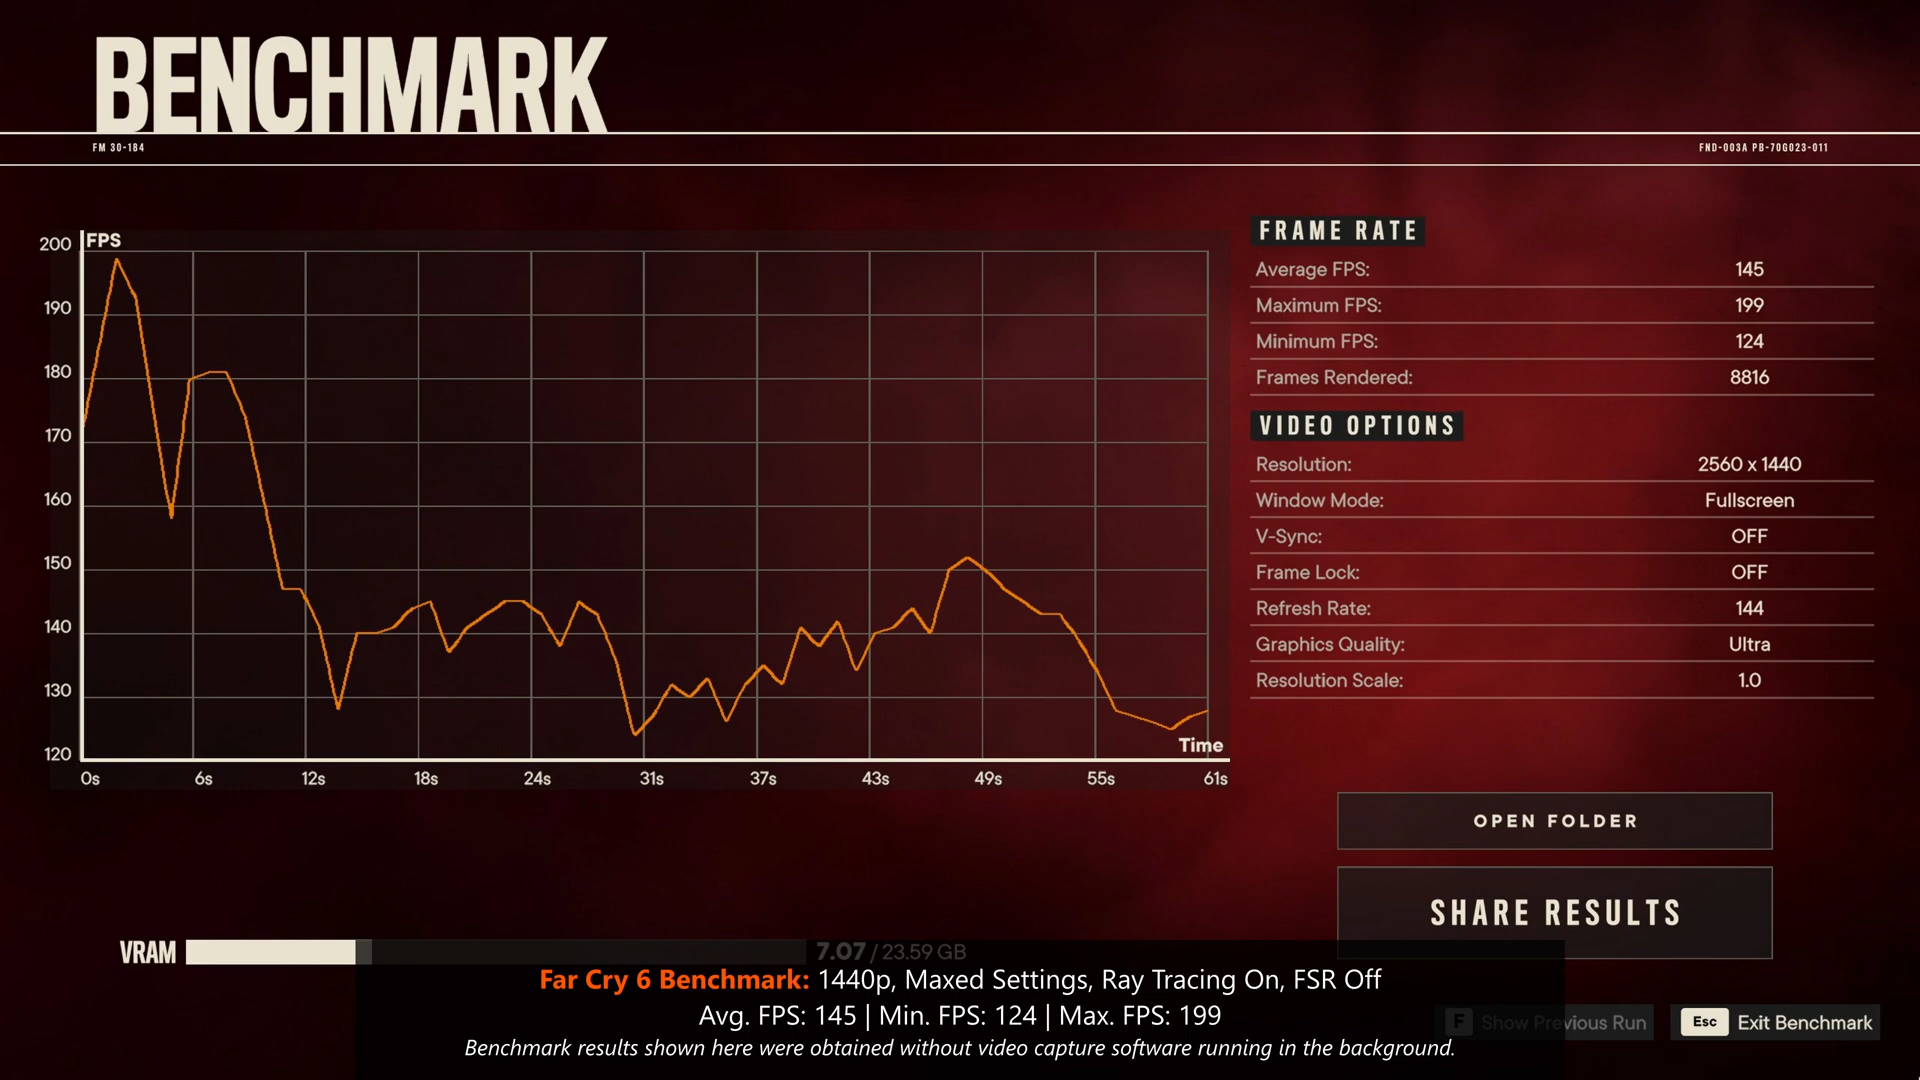 BENCHMARK
FM 30-184
FND-003A PB-70G023-011
FPS
200
190
180
170
160
150
140
130
120
Time
0s 6s 12s 18s 24s 31s 37s 43s 49s 55s 61s
FRAME RATE
Average FPS: 145
Maximum FPS: 199
Minimum FPS: 124
Frames Rendered: 8816
VIDEO OPTIONS
Resolution: 2560 x 1440
Window Mode: Fullscreen
V-Sync: OFF
Frame Lock: OFF
Refresh Rate: 144
Graphics Quality: Ultra
Resolution Scale: 1.0
OPEN FOLDER
SHARE RESULTS
VRAM 7.07 / 23.59 GB
Far Cry 6 Benchmark: 1440p, Maxed Settings, Ray Tracing On, FSR Off
Avg. FPS: 145 | Min. FPS: 124 | Max. FPS: 199
Benchmark results shown here were obtained without video capture software running in the background.
F Show Previous Run
Esc Exit Benchmark